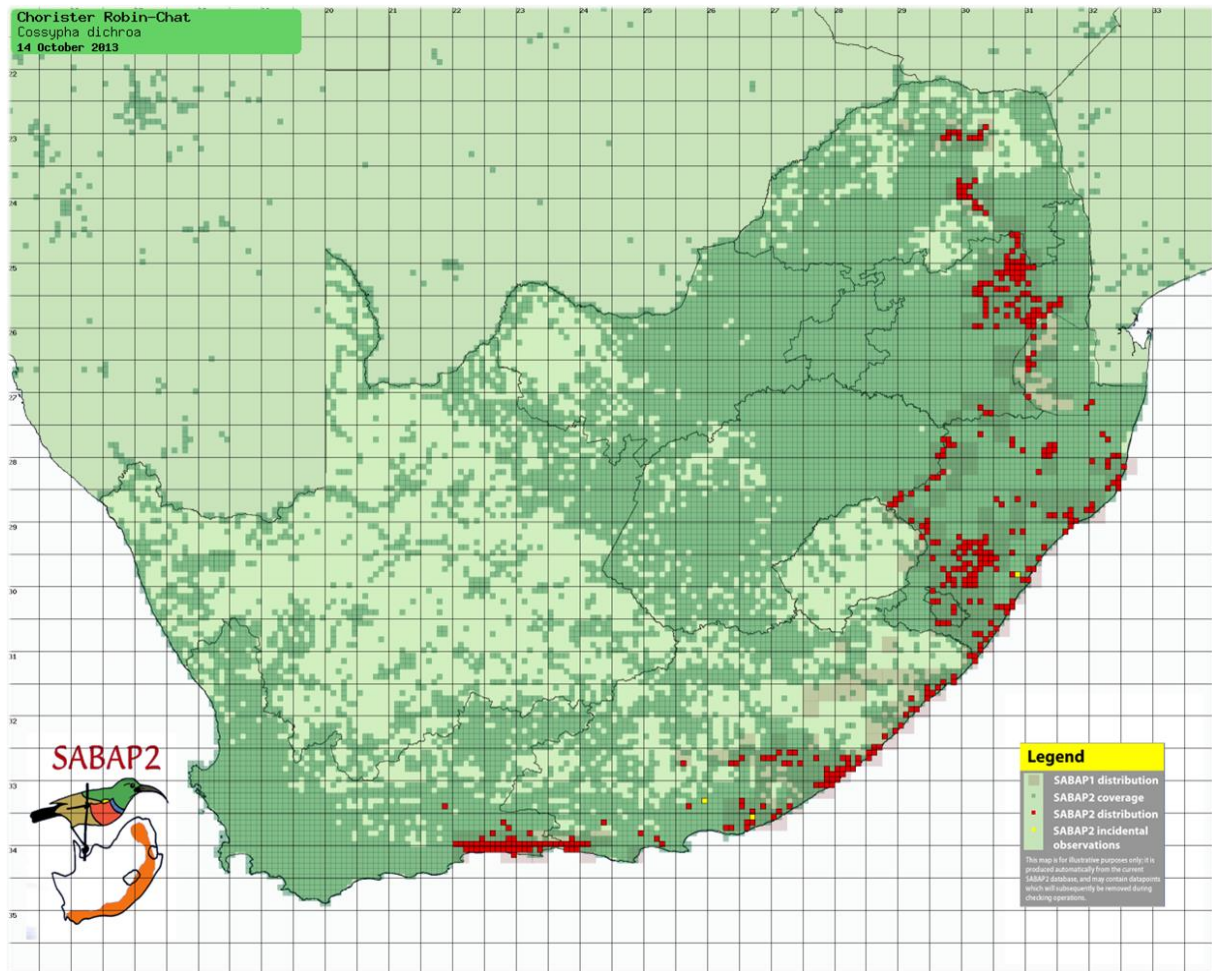 Chorister Robin-Chat
Cossypha dichroa
14 October 2013
20 21 22 23 24 25 26 27 28 29 30 31 32 33
22
23
24
25
26
27
28
29
30
31
32
33
34
35
SABAP2
Legend
SABAP1 distribution
SABAP2 coverage
SABAP2 distribution
SABAP2 incidental
observations
This map is for illustrative purposes only; it is
produced automatically from the current
SABAP2 database, and may contain datapoints
which will subsequently be removed during
checking operations.